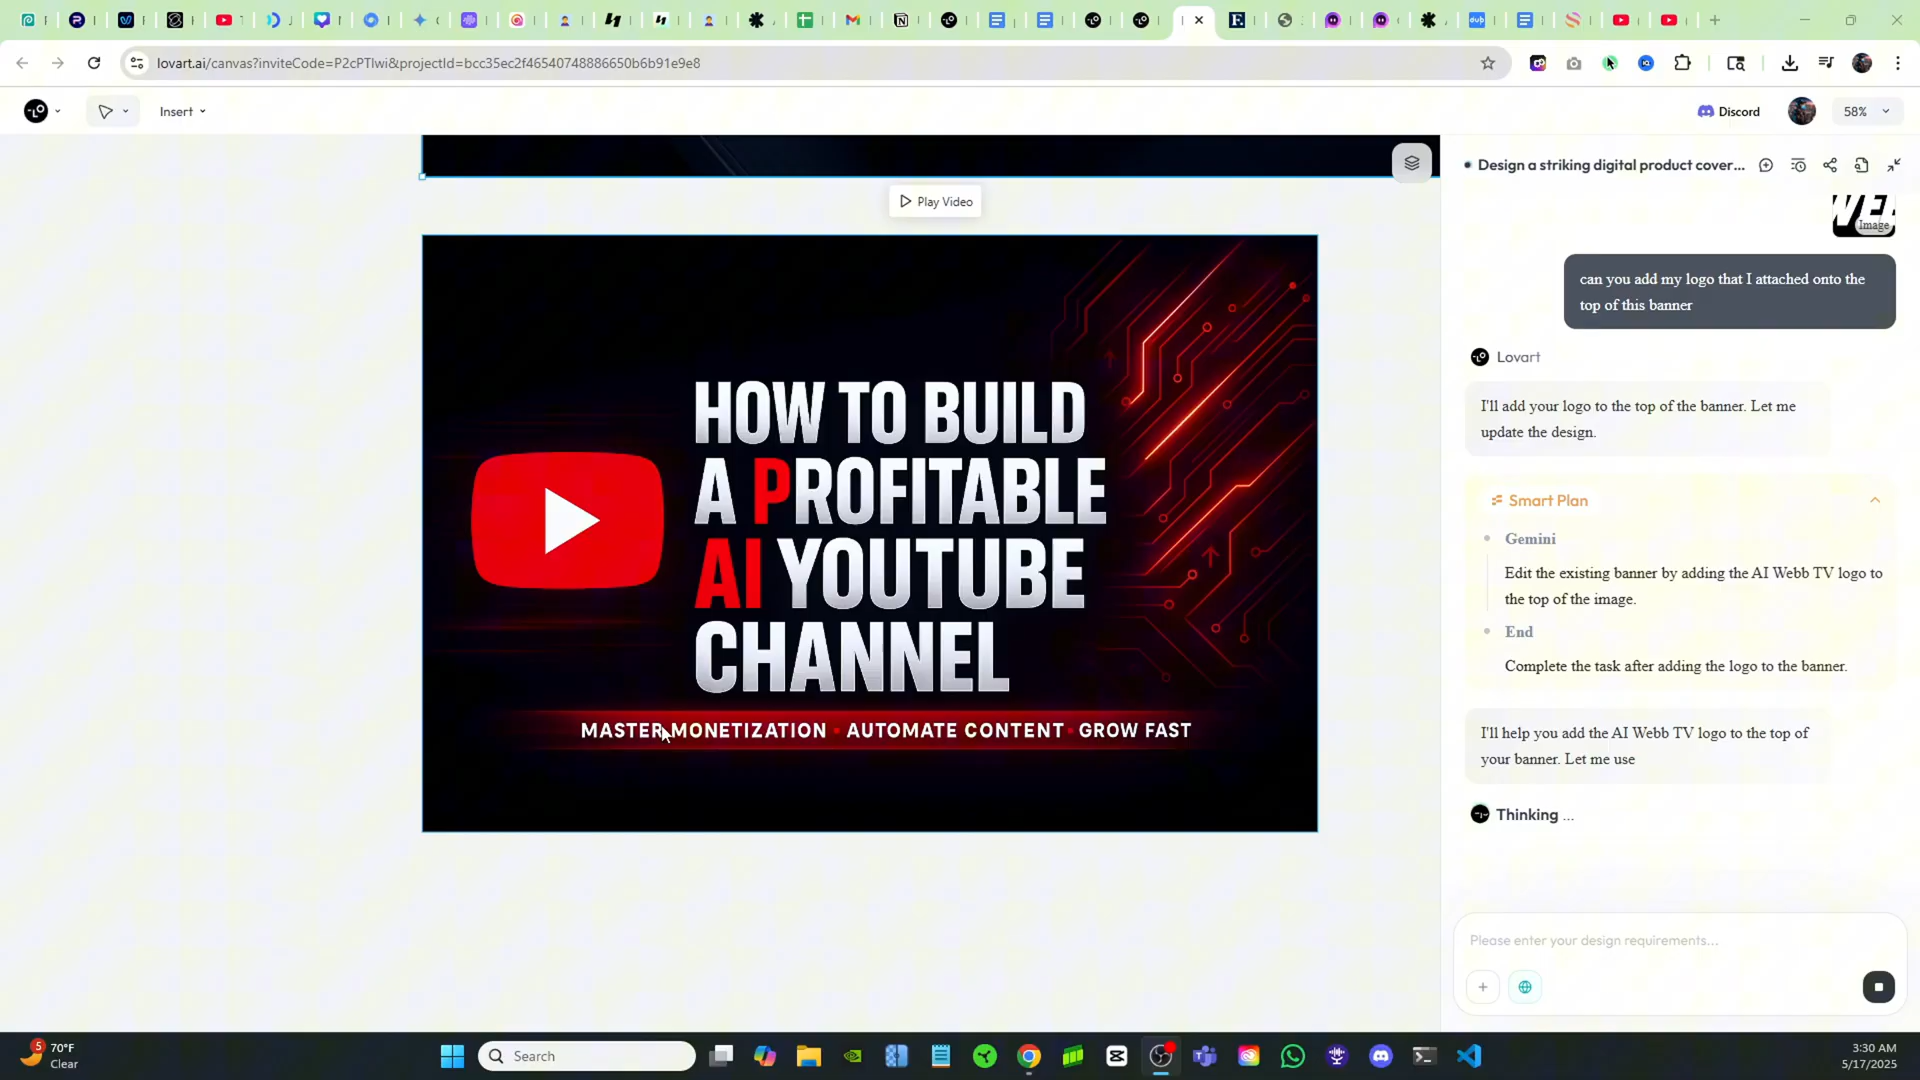 lovart.ai/canvas?inviteCode=P2cPTlwi&projectId=bcc35ec2f46540748886650b6b91e9e8
Insert
Discord
58%
Play Video
Design a striking digital product cover...
Image
can you add my logo that I attached onto the
top of this banner
Lovart
I'll add your logo to the top of the banner. Let me
update the design.
Smart Plan
Gemini
Edit the existing banner by adding the AI Webb TV logo to
the top of the image.
End
Complete the task after adding the logo to the banner.
I'll help you add the AI Webb TV logo to the top of
your banner. Let me use
Thinking ...
Please enter your design requirements...
HOW TO BUILD
A PROFITABLE
AI YOUTUBE
CHANNEL
MASTER MONETIZATION • AUTOMATE CONTENT • GROW FAST
5
70°F
Clear
Search
3:30 AM
5/17/2025